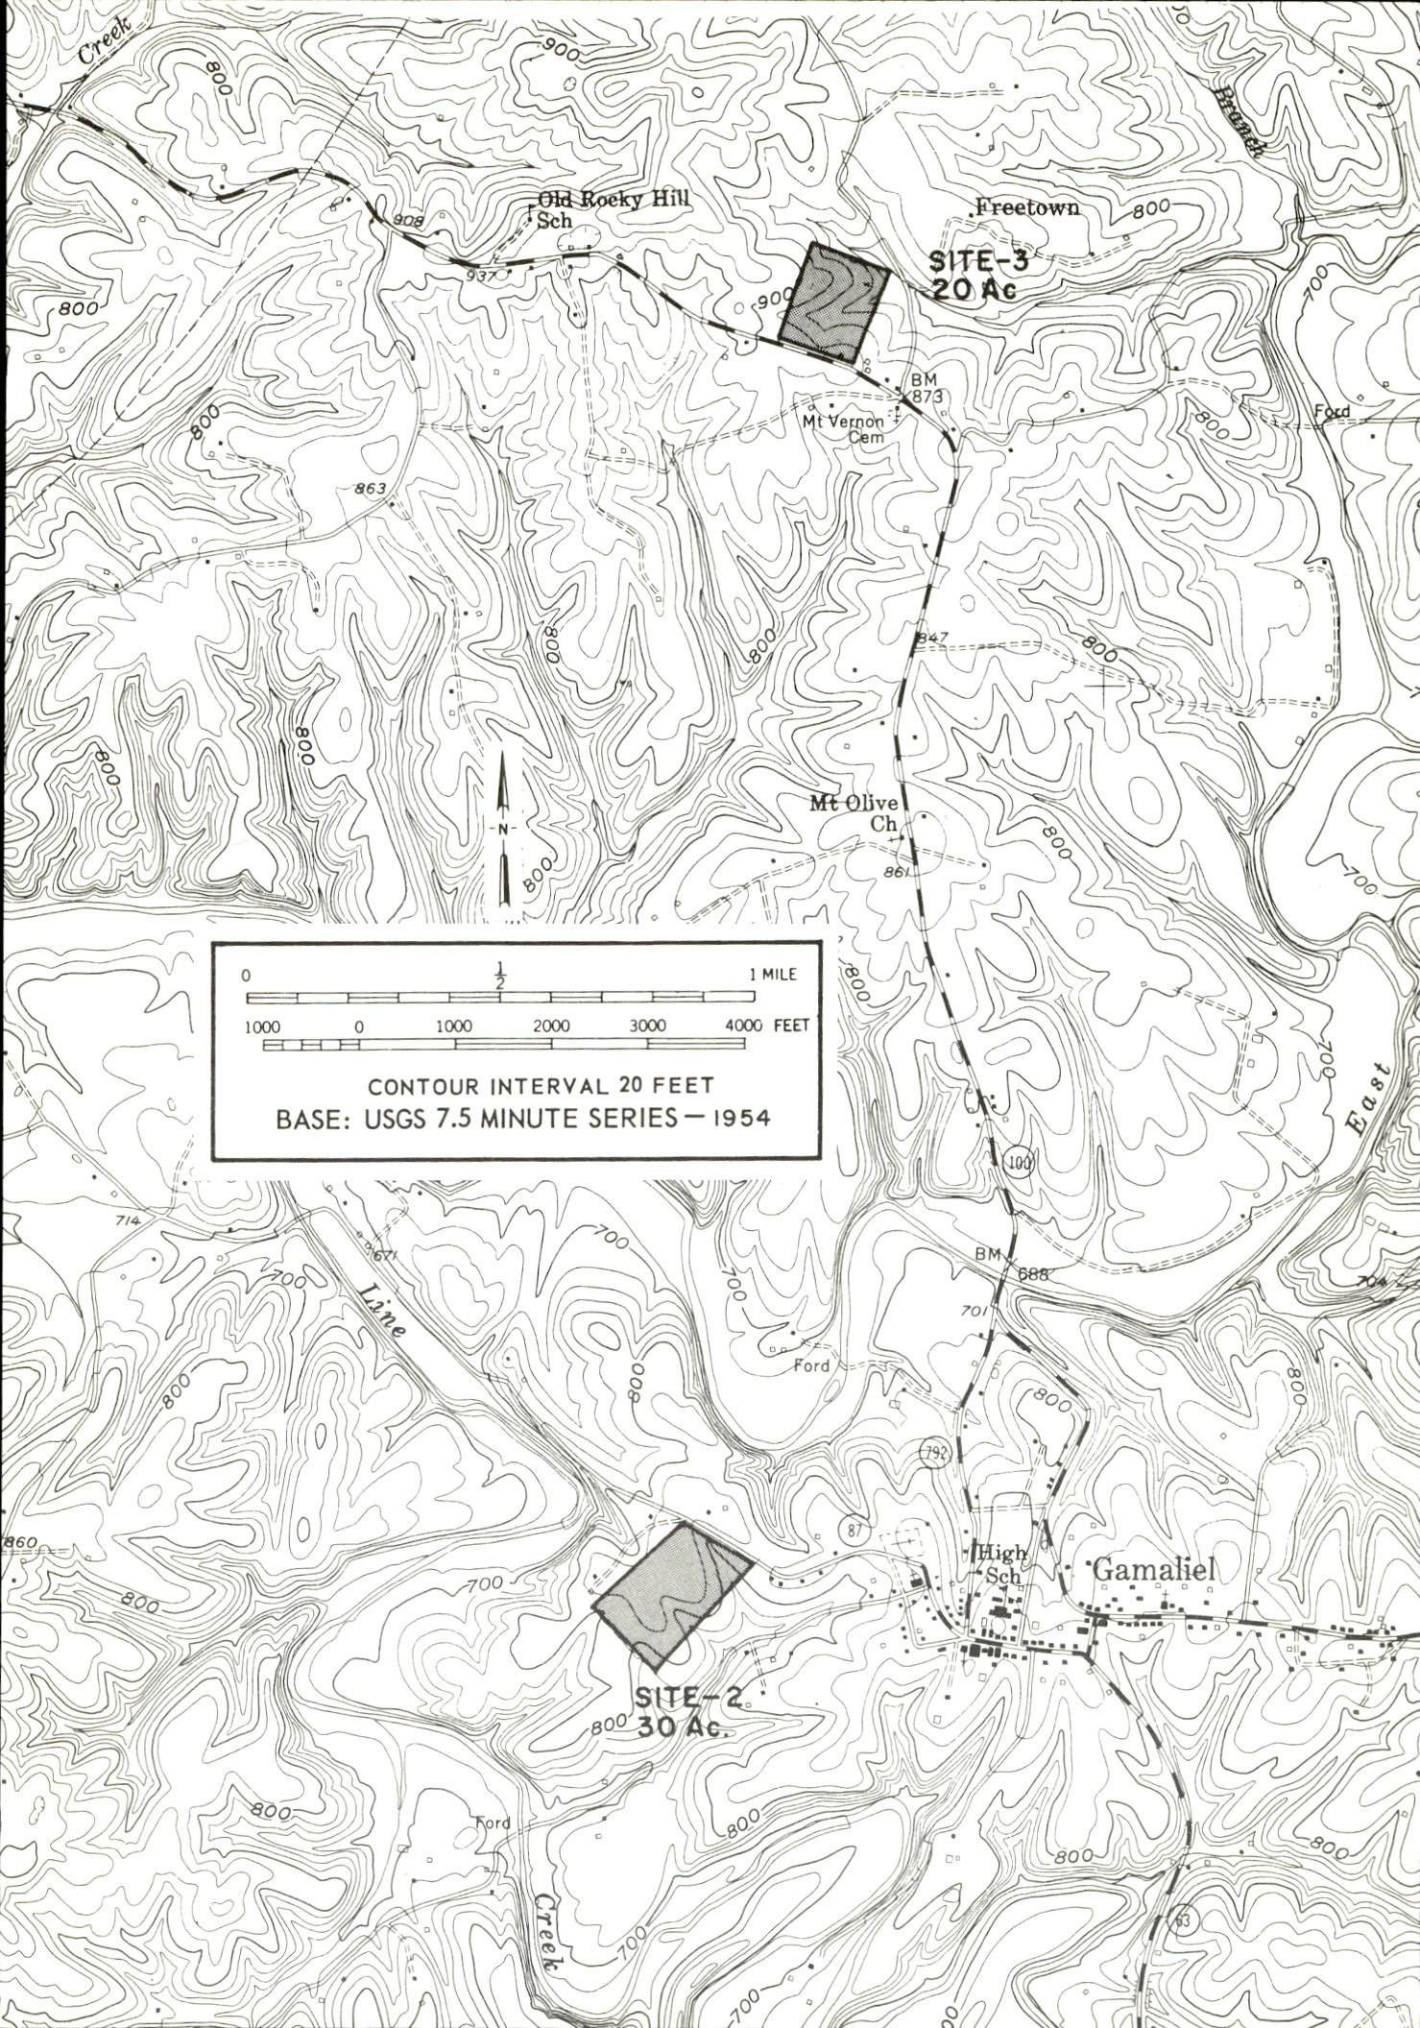 Creek
800
900
Branch
Old Rocky Hill
Sch
908
937
Freetown
800
SITE-3
20 Ac
900
700
800
BM
873
Mt Vernon
Cem
Ford
800
800
863
800
800
847
800
800
800
Mt Olive
Ch
861
800
700
-N-
800
800
0 1/2 1 MILE
1000 0 1000 2000 3000 4000 FEET
CONTOUR INTERVAL 20 FEET
BASE: USGS 7.5 MINUTE SERIES — 1954
700
East
100
714
671
700
700
700
BM
688
704
701
Line
Ford
800
800
800
800
792
87
860
High
Sch
Gamaliel
700
800
SITE-2
30 Ac.
800
800
Ford
800
800
800
Creek
700
63
700